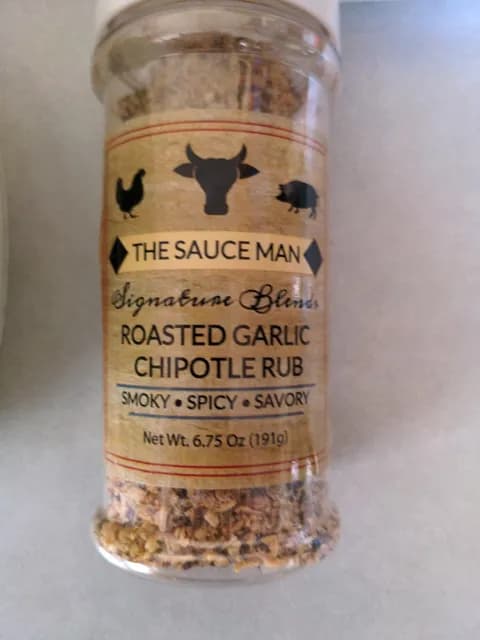 THE SAUCE MAN
Signature Blends
ROASTED GARLIC
CHIPOTLE RUB
SMOKY • SPICY • SAVORY
Net Wt. 6.75 Oz (191g)